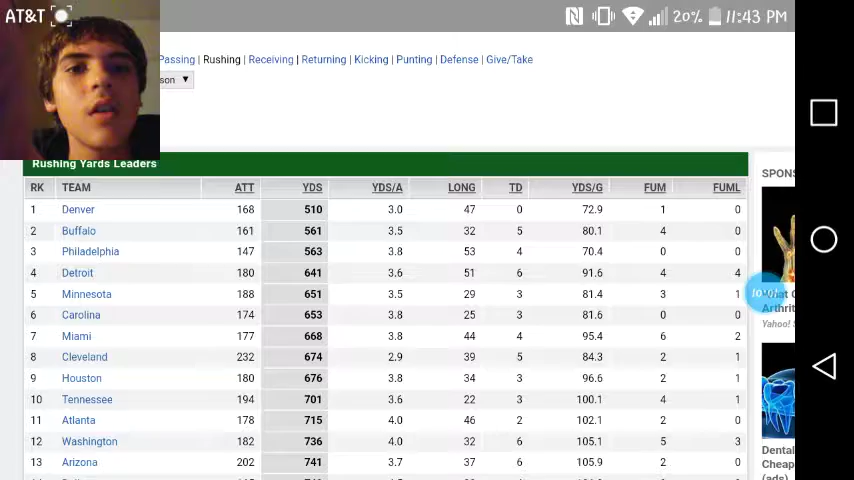 AT&T 20% 11:43 PM
Passing | Rushing | Receiving | Returning | Kicking | Punting | Defense | Give/Take
son ▼
Rushing Yards Leaders
RK TEAM ATT YDS YDS/A LONG TD YDS/G FUM FUML
1 Denver 168 510 3.0 47 0 72.9 1 0
2 Buffalo 161 561 3.5 32 5 80.1 4 0
3 Philadelphia 147 563 3.8 53 4 70.4 0 0
4 Detroit 180 641 3.6 51 6 91.6 4 4
5 Minnesota 188 651 3.5 29 3 81.4 3 1
6 Carolina 174 653 3.8 25 3 81.6 0 0
7 Miami 177 668 3.8 44 4 95.4 6 2
8 Cleveland 232 674 2.9 39 5 84.3 2 1
9 Houston 180 676 3.8 34 3 96.6 2 1
10 Tennessee 194 701 3.6 22 3 100.1 4 1
11 Atlanta 178 715 4.0 46 2 102.1 2 0
12 Washington 182 736 4.0 32 6 105.1 5 3
13 Arizona 202 741 3.7 37 6 105.9 2 0
SPONS
What C
Arthrit
Yahoo! S
Dental
Cheap
(ads)